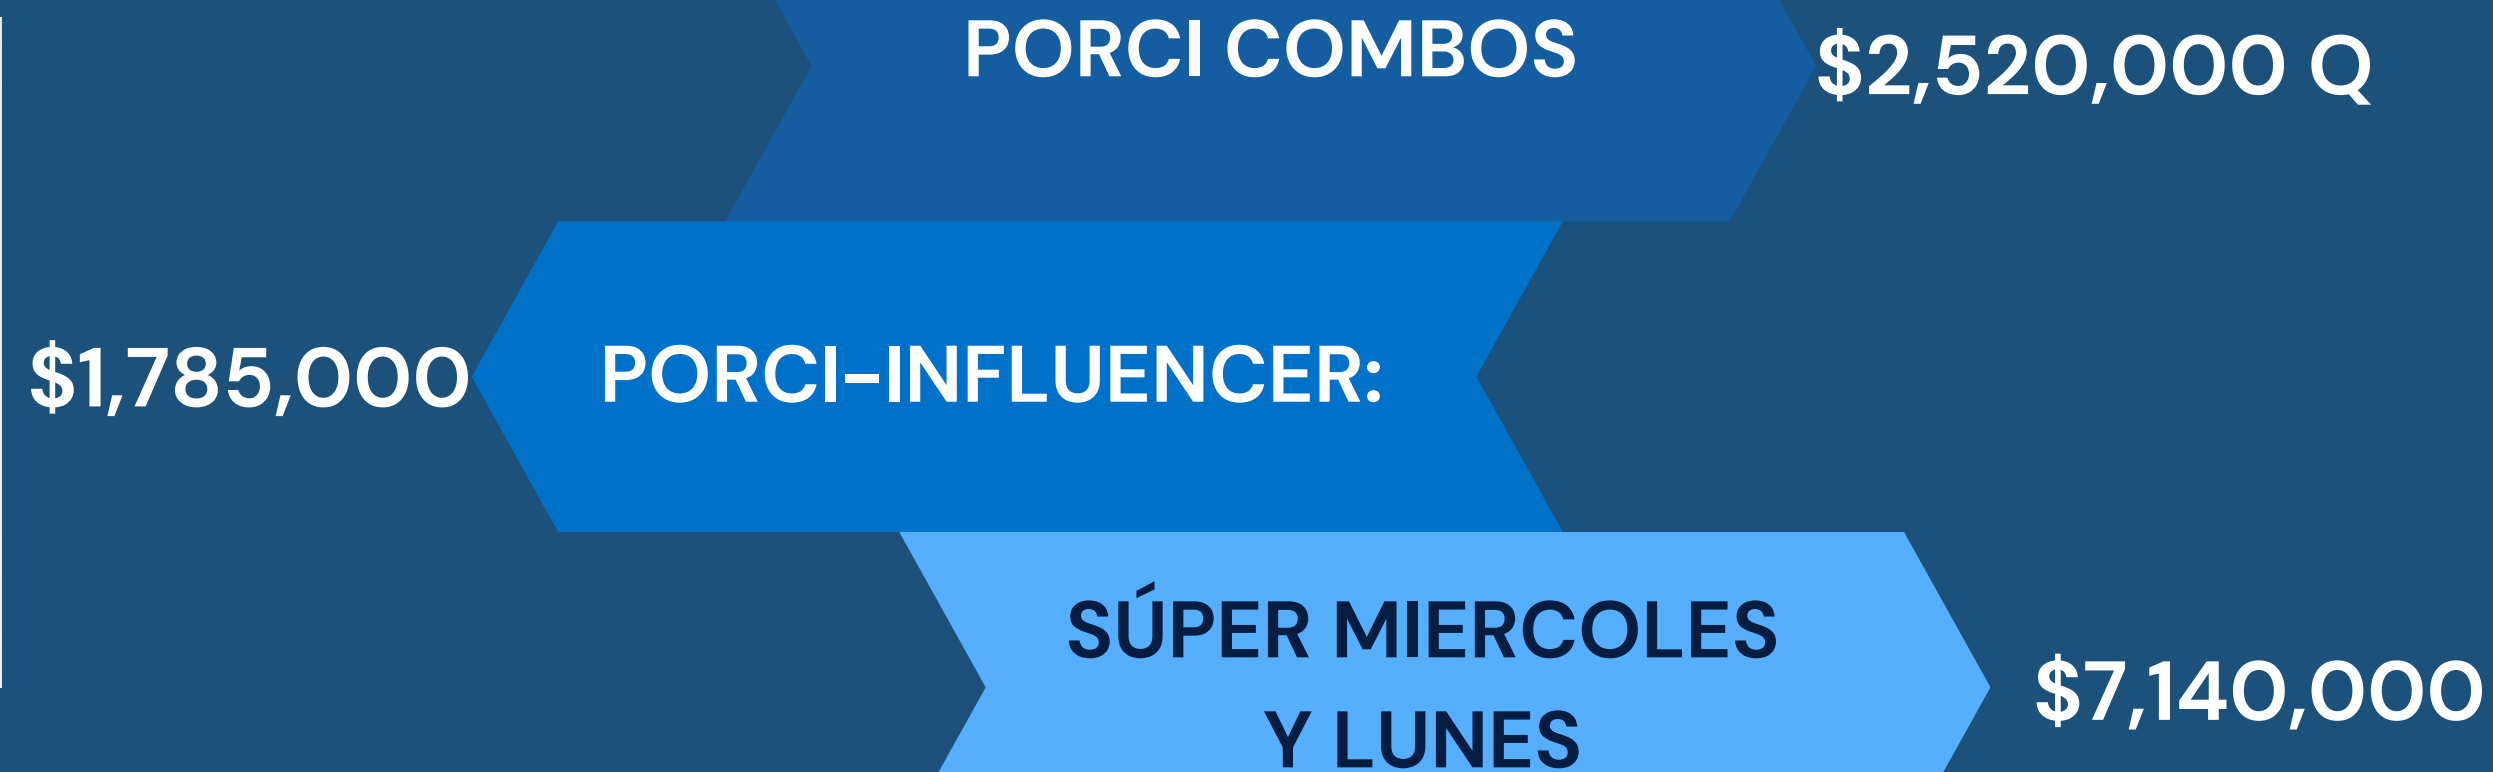 PORCI COMBOS
$2,520,000 Q
$1,785,000
PORCI-INFLUENCER:
SÚPER MIERCOLES
Y LUNES
$7,140,000